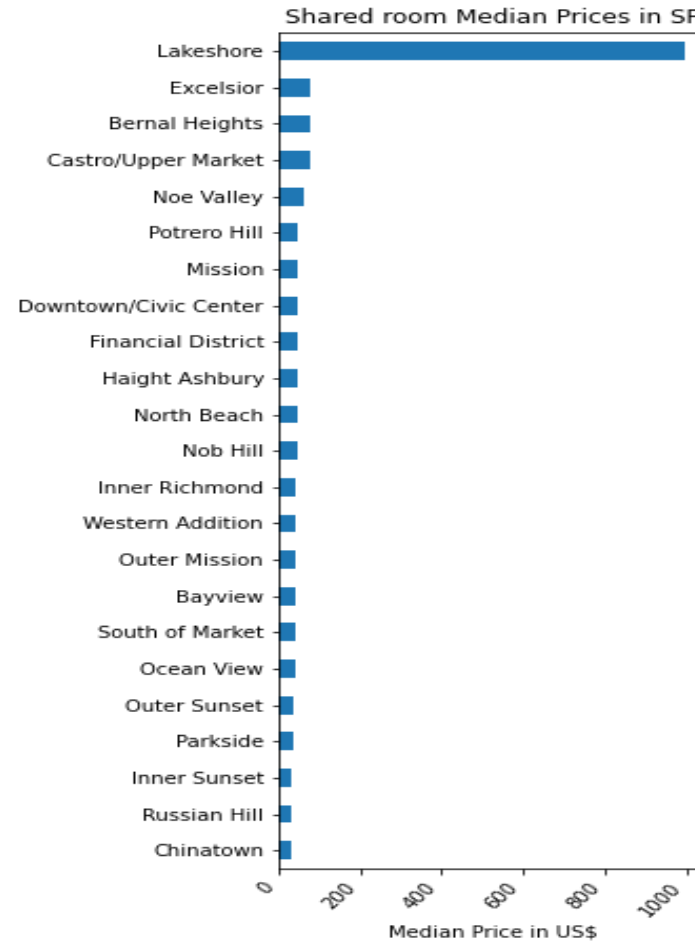 Shared room Median Prices in SF
Lakeshore
Excelsior
Bernal Heights
Castro/Upper Market
Noe Valley
Potrero Hill
Mission
Downtown/Civic Center
Financial District
Haight Ashbury
North Beach
Nob Hill
Inner Richmond
Western Addition
Outer Mission
Bayview
South of Market
Ocean View
Outer Sunset
Parkside
Inner Sunset
Russian Hill
Chinatown
0 200 400 600 800 1000
Median Price in US$